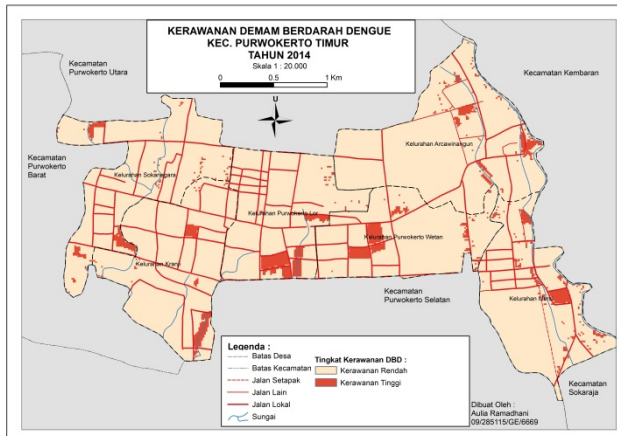 KERAWANAN DEMAM BERDARAH DENGUE
KEC. PURWOKERTO TIMUR
TAHUN 2014
Skala 1 : 20.000
0 0.5 1 Km
U
Kecamatan
Purwokerto Utara
Kecamatan Kembaran
Kecamatan
Purwokerto
Barat
Kelurahan Arcawinangun
Kelurahan Sokanegara
Kelurahan Purwokerto Lor
Kelurahan Purwokerto Wetan
Kelurahan Kranji
Kecamatan
Purwokerto Selatan
Kelurahan Mersi
Kecamatan
Sokaraja
Legenda :
Batas Desa
Batas Kecamatan
Jalan Setapak
Jalan Lain
Jalan Lokal
Sungai
Tingkat Kerawanan DBD :
Kerawanan Rendah
Kerawanan Tinggi
Dibuat Oleh :
Aulia Ramadhani
09/285115/GE/6669